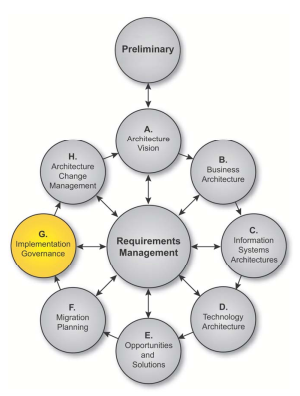 Preliminary
A.
Architecture
Vision
B.
Business
Architecture
C.
Information
Systems
Architectures
D.
Technology
Architecture
E.
Opportunities
and
Solutions
F.
Migration
Planning
G.
Implementation
Governance
H.
Architecture
Change
Management
Requirements
Management